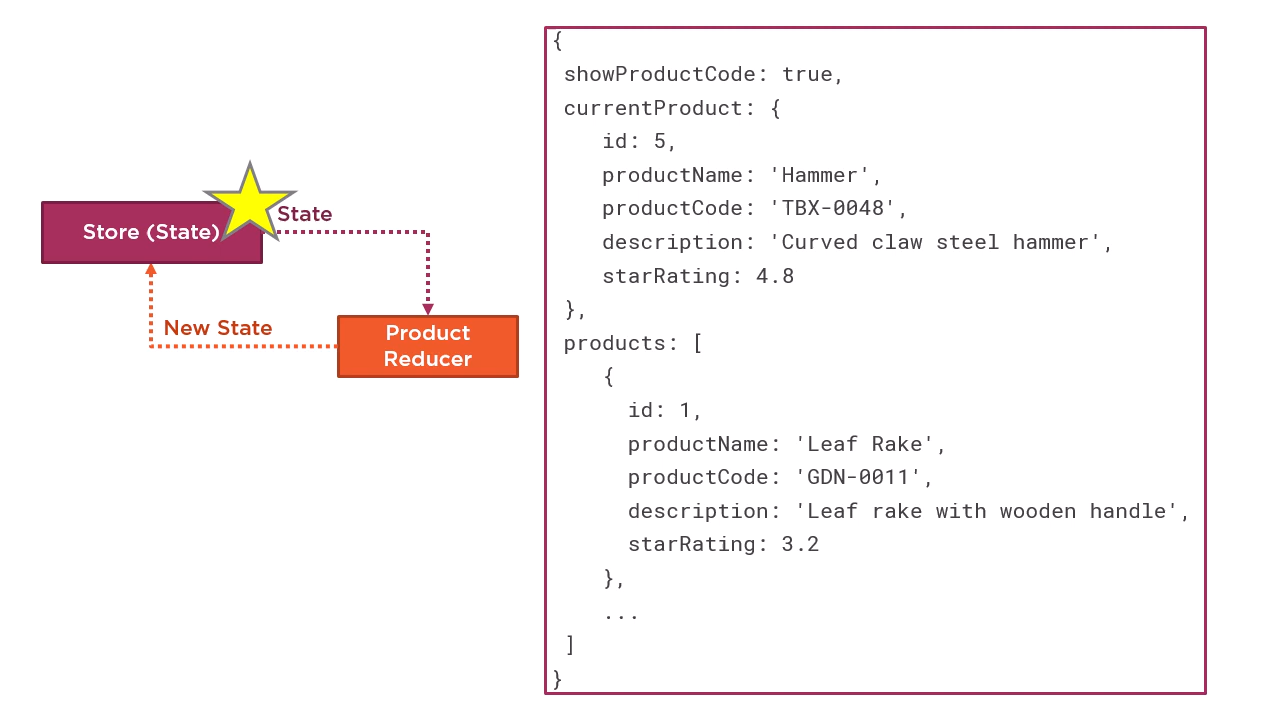 Store (State)
State
New State
Product
Reducer
{
showProductCode: true,
currentProduct: {
id: 5,
productName: 'Hammer',
productCode: 'TBX-0048',
description: 'Curved claw steel hammer',
starRating: 4.8
},
products: [
{
id: 1,
productName: 'Leaf Rake',
productCode: 'GDN-0011',
description: 'Leaf rake with wooden handle',
starRating: 3.2
},
...
]
}